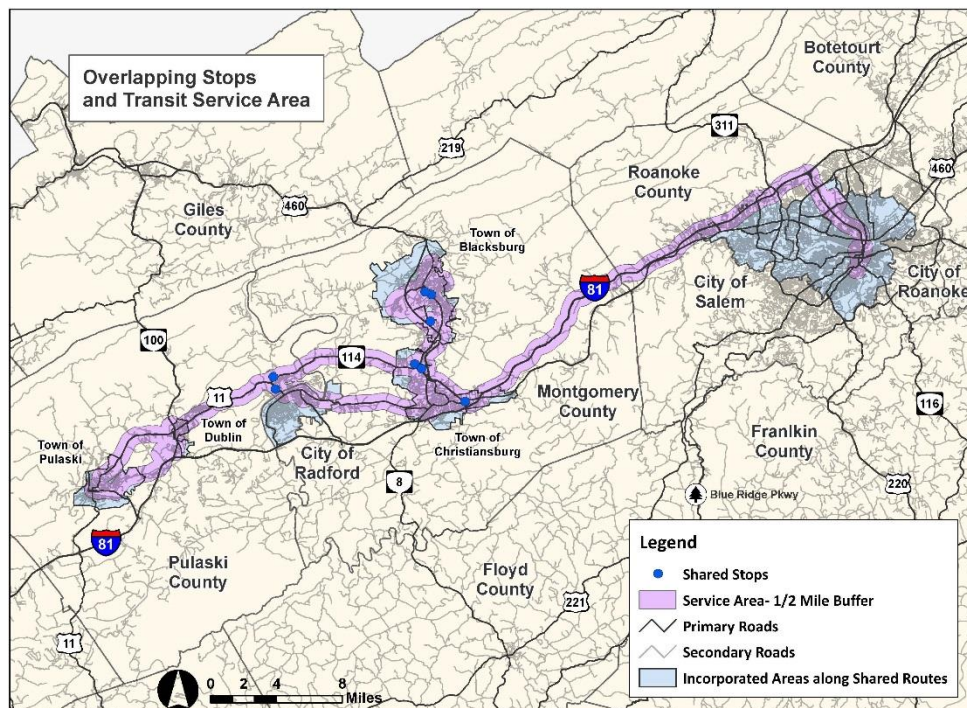 Overlapping Stops
and Transit Service Area
Botetourt
County
311
219
460
Roanoke
County
460
Giles
County
Town of
Blacksburg
81
City of
Salem
City of
Roanoke
100
114
11
Montgomery
County
116
Town of
Pulaski
Town of
Dublin
City of
Radford
Town of
Christiansburg
Franlkin
County
8
220
Blue Ridge Pkwy
81
Pulaski
County
Floyd
County
221
11
Legend
Shared Stops
Service Area- 1/2 Mile Buffer
Primary Roads
Secondary Roads
Incorporated Areas along Shared Routes
0 2 4 8
Miles